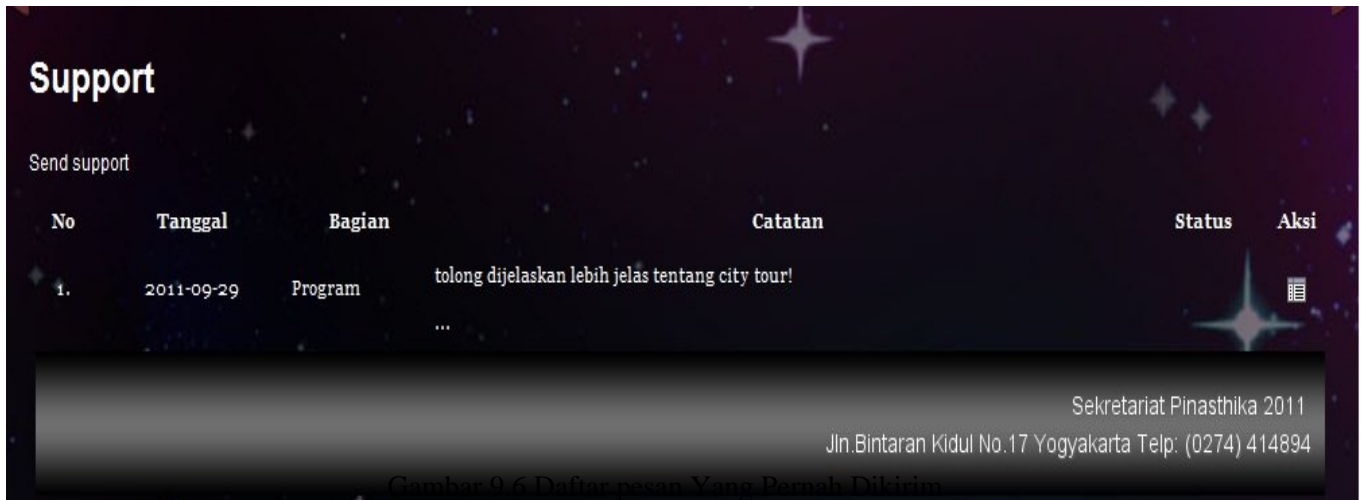 Support
Send support
No Tanggal Bagian Catatan Status Aksi
1. 2011-09-29 Program tolong dijelaskan lebih jelas tentang city tour!
...
Sekretariat Pinasthika 2011
Jln.Bintaran Kidul No.17 Yogyakarta Telp: (0274) 414894
Gambar 9.6 Daftar pesan Yang Pernah Dikirim